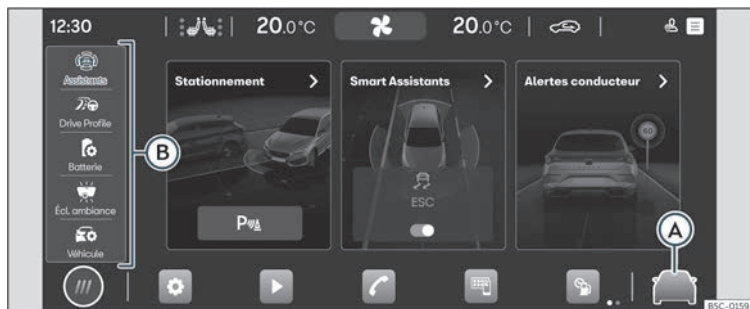 12:30
20.0°C
20.0°C
Assistants
Drive Profile
Batterie
Écl. ambiance
Véhicule
B
Stationnement
P
Smart Assistants
ESC
Alertes conducteur
60
A
BSC-0159